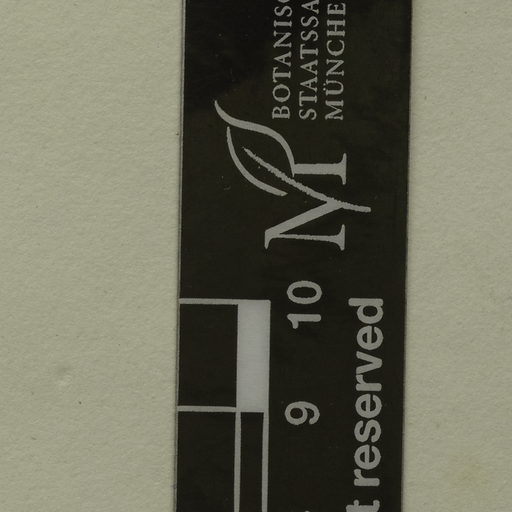 BOTANISC
STAATSSA
MÜNCHE
M
10
9
t reserved